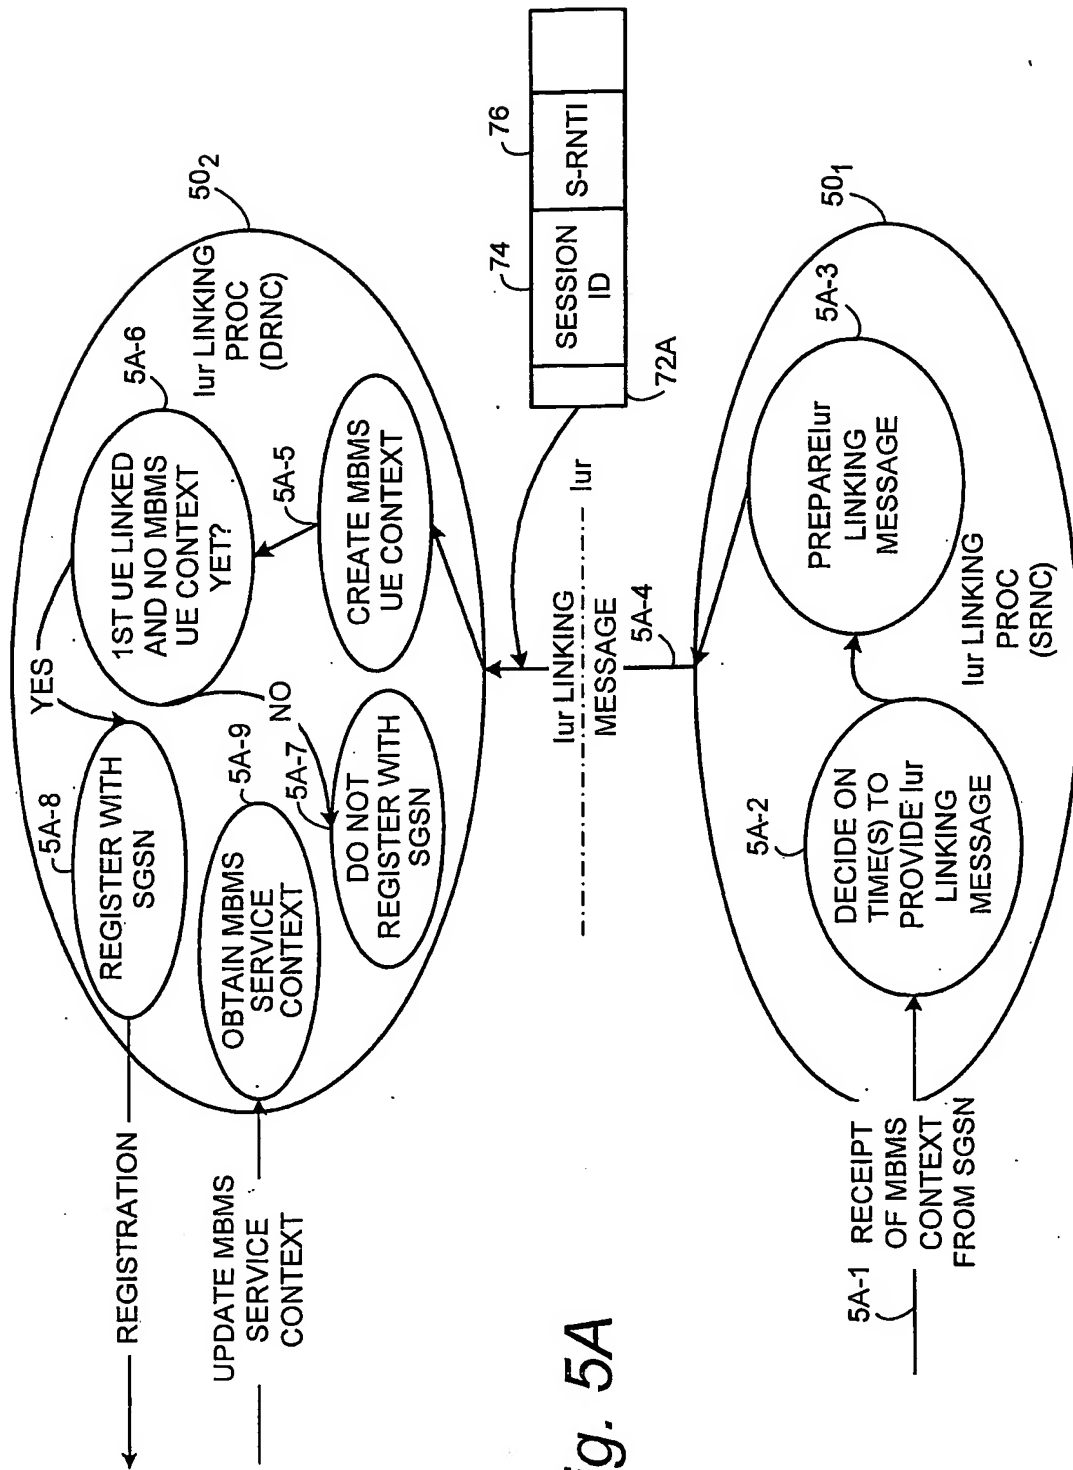 REGISTRATION
UPDATE MBMS
SERVICE
CONTEXT
5A-8
REGISTER WITH
SGSN
YES
5A-9
OBTAIN MBMS
SERVICE
CONTEXT
NO
5A-7
DO NOT
REGISTER WITH
SGSN
5A-6
1ST UE LINKED
AND NO MBMS
UE CONTEXT
YET?
5A-5
CREATE MBMS
UE CONTEXT
Iur LINKING
PROC
(DRNC)
502
Iur LINKING
MESSAGE
Iur
5A-4
74
76
SESSION
ID
S-RNTI
72A
5A-1
RECEIPT
OF MBMS
CONTEXT
FROM SGSN
5A-2
DECIDE ON
TIME(S) TO
PROVIDE Iur
LINKING
MESSAGE
5A-3
PREPAREIur
LINKING
MESSAGE
Iur LINKING
PROC
(SRNC)
501
ig. 5A